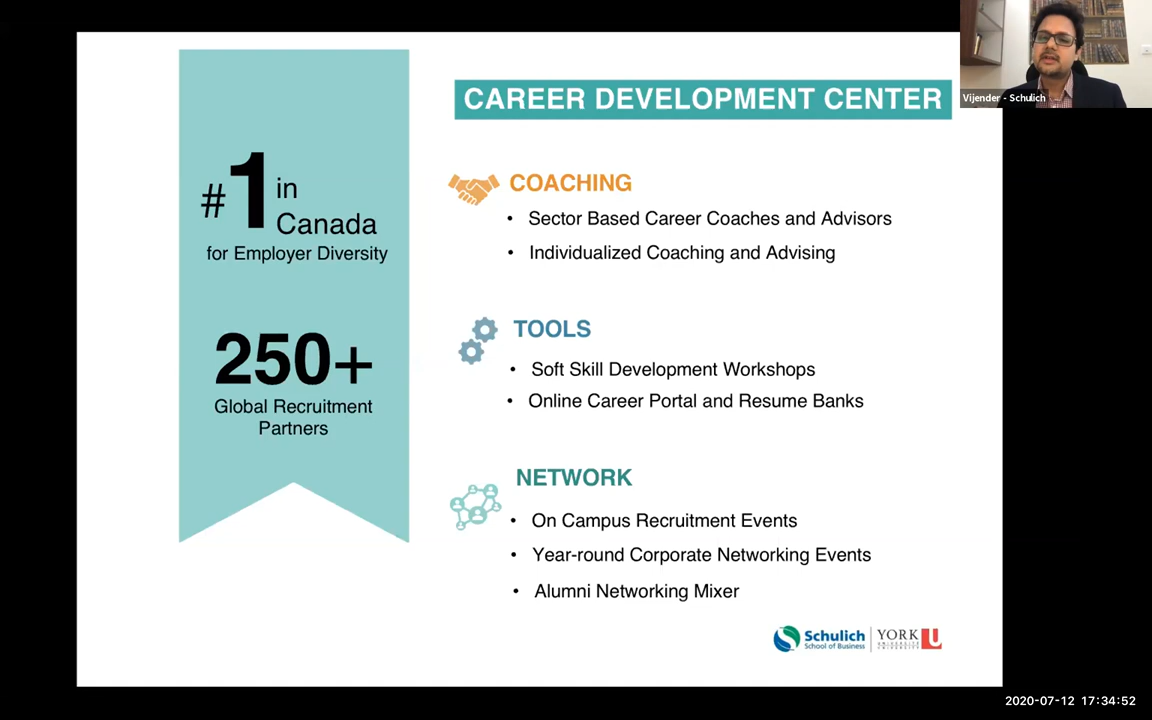 CAREER DEVELOPMENT CENTER
Vijender - Schulich
#1 in
Canada
for Employer Diversity
250+
Global Recruitment
Partners
COACHING
• Sector Based Career Coaches and Advisors
• Individualized Coaching and Advising
TOOLS
• Soft Skill Development Workshops
• Online Career Portal and Resume Banks
NETWORK
• On Campus Recruitment Events
• Year-round Corporate Networking Events
• Alumni Networking Mixer
Schulich
School of Business
YORK U
UNIVERSITÉ
UNIVERSITY
2020-07-12 17:34:52